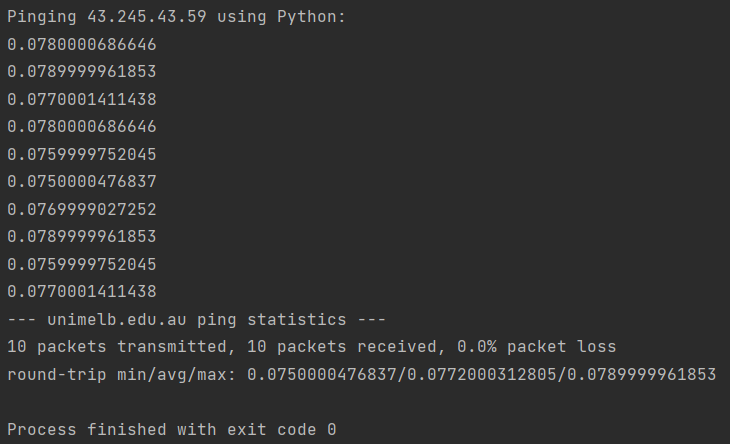 Pinging 43.245.43.59 using Python:
0.0780000686646
0.0789999961853
0.0770001411438
0.0780000686646
0.0759999752045
0.0750000476837
0.0769999027252
0.0789999961853
0.0759999752045
0.0770001411438
--- unimelb.edu.au ping statistics ---
10 packets transmitted, 10 packets received, 0.0% packet loss
round-trip min/avg/max: 0.0750000476837/0.0772000312805/0.0789999961853
Process finished with exit code 0